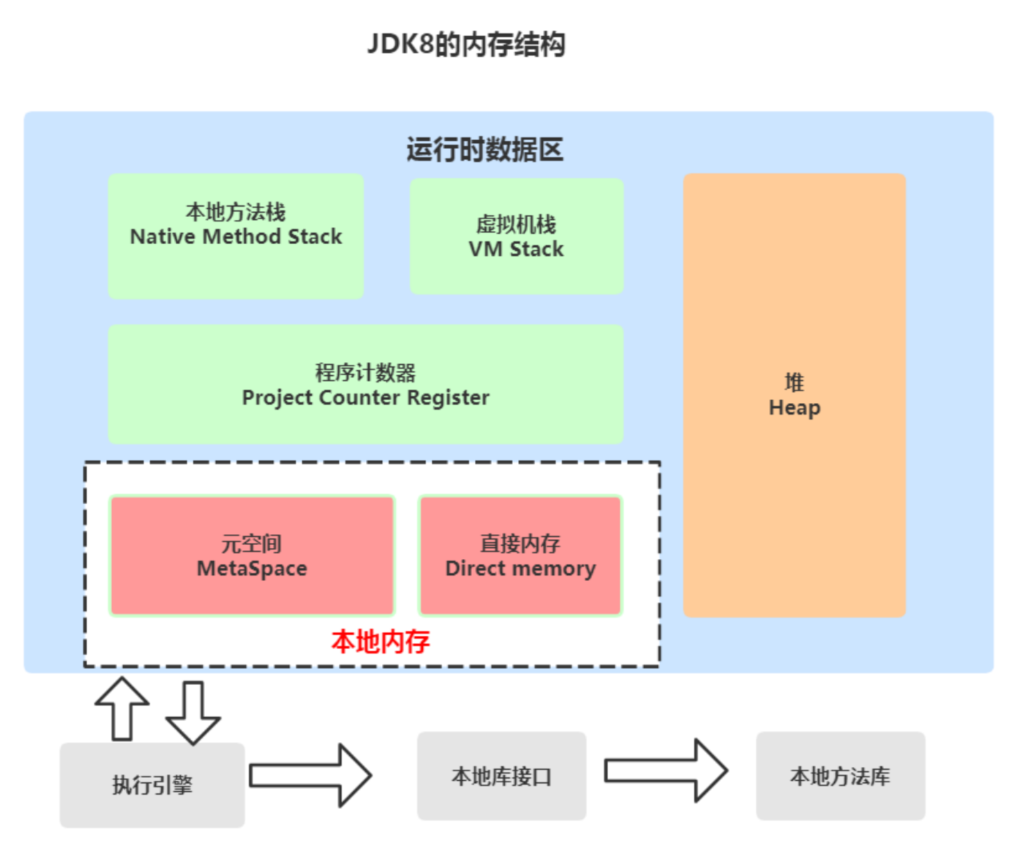 JDK8的内存结构
运行时数据区
本地方法栈
Native Method Stack
虚拟机栈
VM Stack
程序计数器
Project Counter Register
堆
Heap
元空间
MetaSpace
直接内存
Direct memory
本地内存
执行引擎
本地库接口
本地方法库